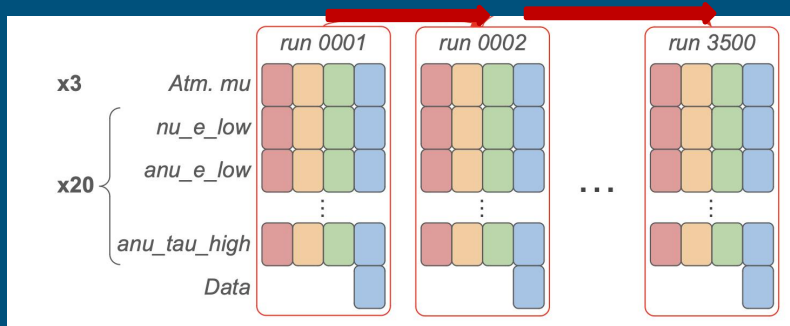 run 0001 run 0002 run 3500
x3 Atm. mu
nu_e_low
anu_e_low
x20
...
anu_tau_high
Data